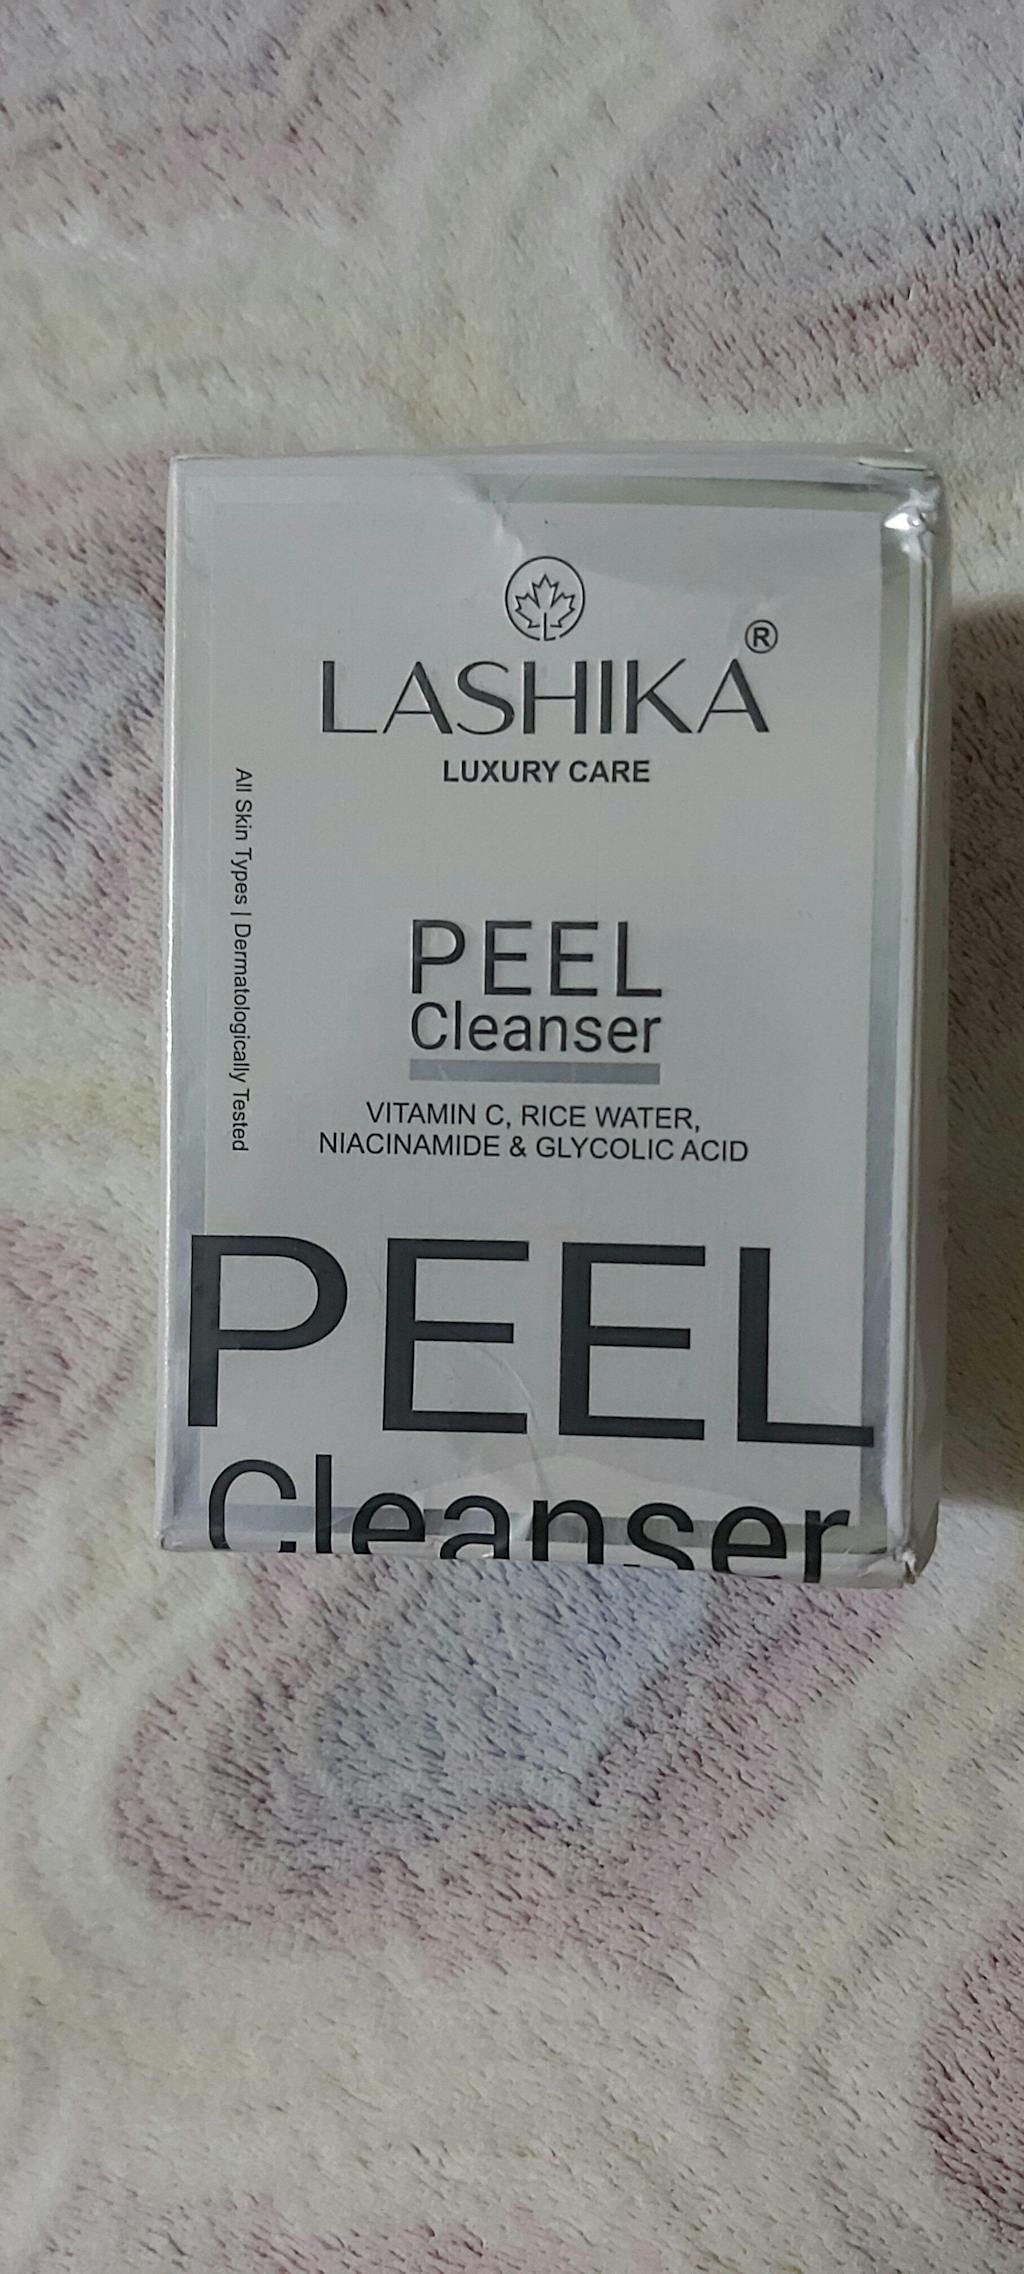 LASHIKA®
LUXURY CARE
All Skin Types | Dermatologically Tested
PEEL
Cleanser
VITAMIN C, RICE WATER,
NIACINAMIDE & GLYCOLIC ACID
PEEL
Cleanser